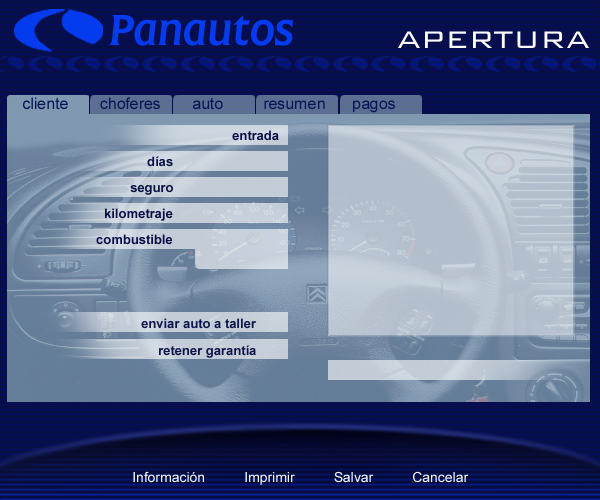 Panautos
APERTURA
cliente choferes auto resumen pagos
entrada
días
seguro
kilometraje
combustible
enviar auto a taller
retener garantía
Información Imprimir Salvar Cancelar